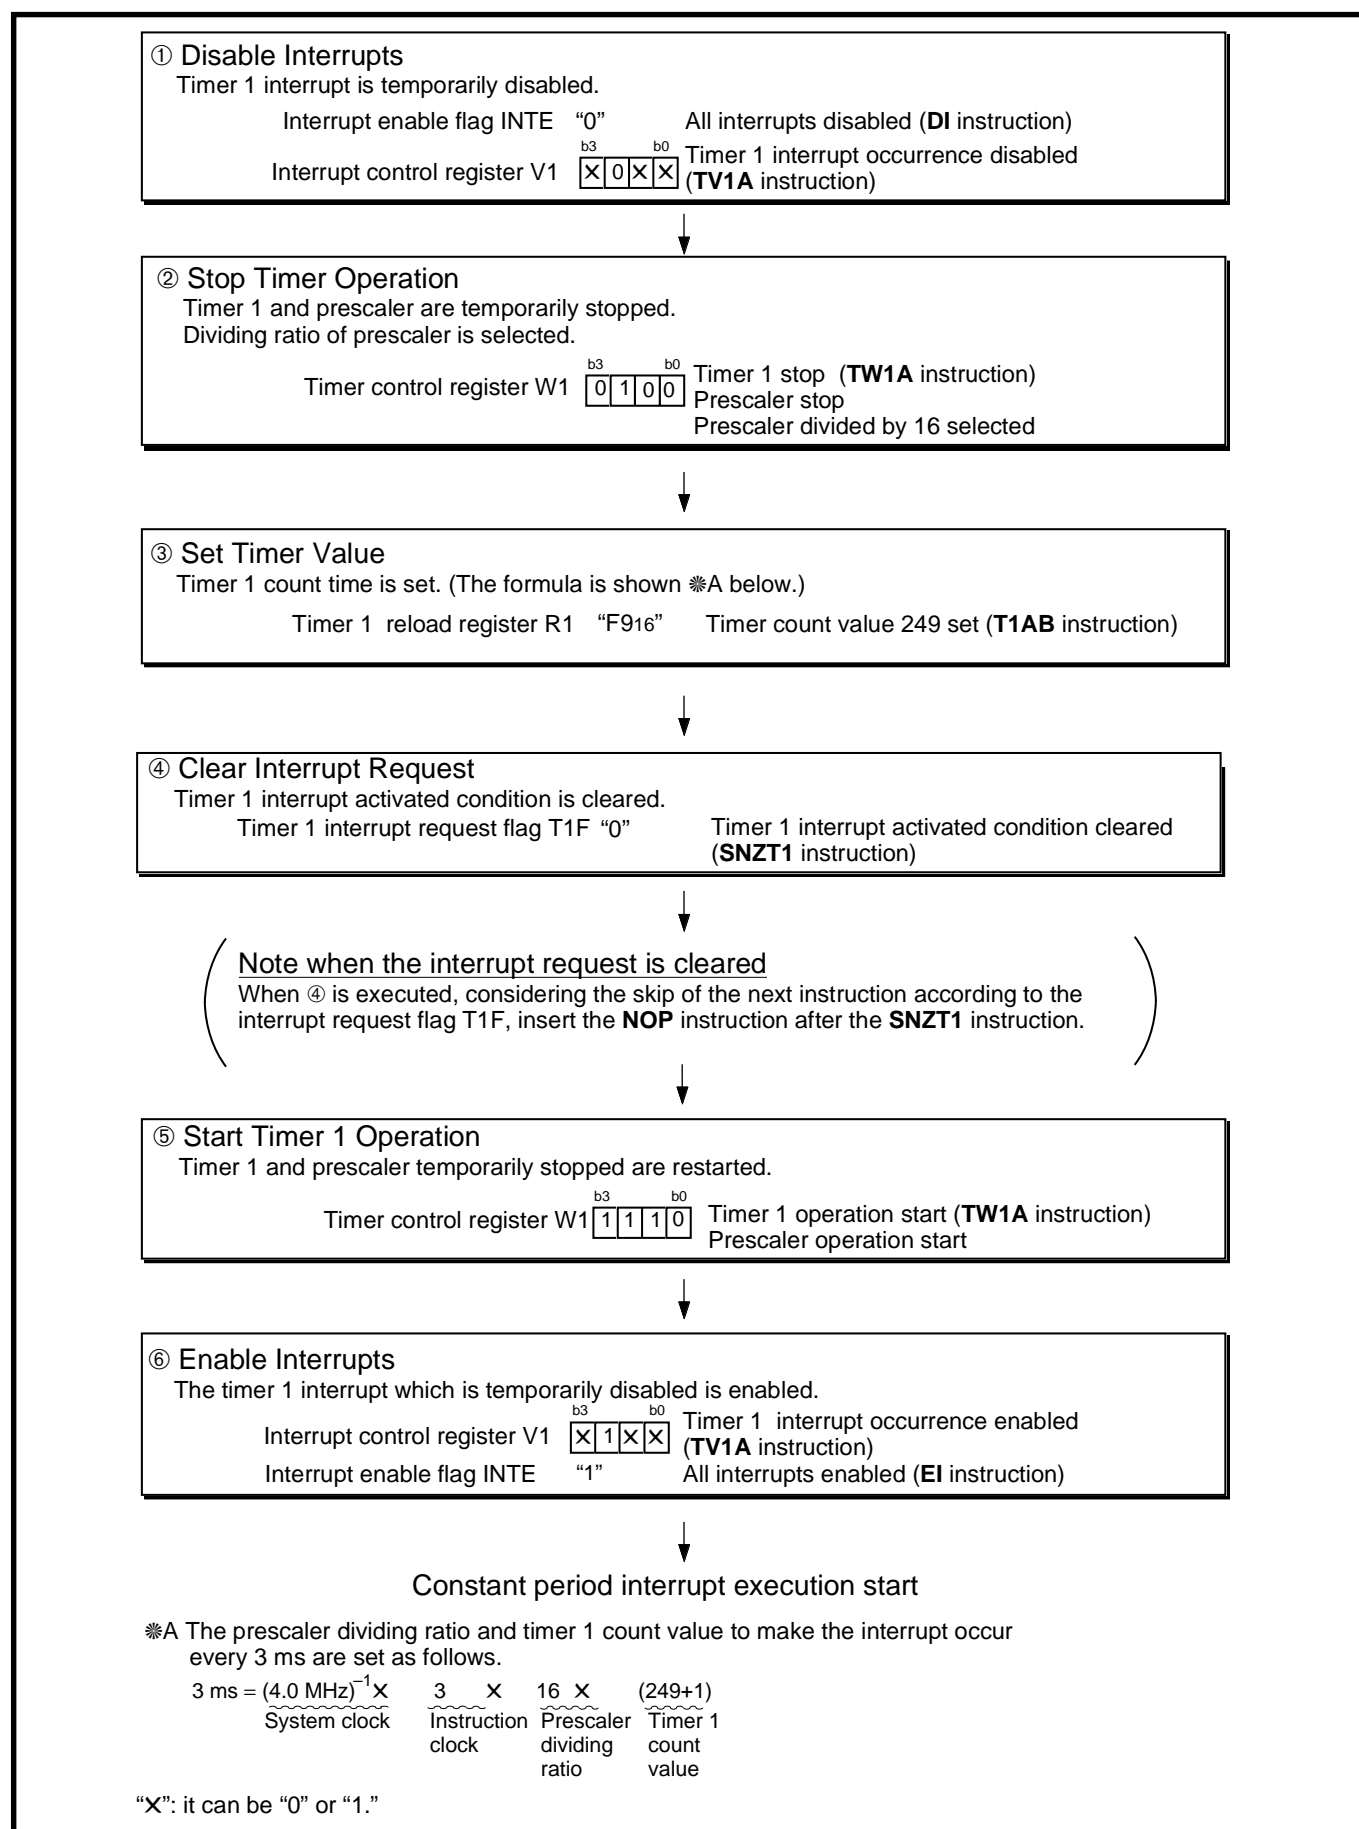 ① Disable Interrupts
Timer 1 interrupt is temporarily disabled.
Interrupt enable flag INTE “0” All interrupts disabled (DI instruction)
b3 b0
Interrupt control register V1 ✕ 0 ✕ ✕ Timer 1 interrupt occurrence disabled
(TV1A instruction)
② Stop Timer Operation
Timer 1 and prescaler are temporarily stopped.
Dividing ratio of prescaler is selected.
b3 b0
Timer control register W1 0 1 0 0 Timer 1 stop (TW1A instruction)
Prescaler stop
Prescaler divided by 16 selected
③ Set Timer Value
Timer 1 count time is set. (The formula is shown ❊A below.)
Timer 1 reload register R1 “F916” Timer count value 249 set (T1AB instruction)
④ Clear Interrupt Request
Timer 1 interrupt activated condition is cleared.
Timer 1 interrupt request flag T1F “0” Timer 1 interrupt activated condition cleared
(SNZT1 instruction)
Note when the interrupt request is cleared
When ④ is executed, considering the skip of the next instruction according to the
interrupt request flag T1F, insert the NOP instruction after the SNZT1 instruction.
⑤ Start Timer 1 Operation
Timer 1 and prescaler temporarily stopped are restarted.
b3 b0
Timer control register W1 1 1 1 0 Timer 1 operation start (TW1A instruction)
Prescaler operation start
⑥ Enable Interrupts
The timer 1 interrupt which is temporarily disabled is enabled.
b3 b0
Interrupt control register V1 ✕ 1 ✕ ✕ Timer 1 interrupt occurrence enabled
(TV1A instruction)
Interrupt enable flag INTE “1” All interrupts enabled (EI instruction)
Constant period interrupt execution start
❊A The prescaler dividing ratio and timer 1 count value to make the interrupt occur
every 3 ms are set as follows.
3 ms = (4.0 MHz)⁻¹ ✕ 3 ✕ 16 ✕ (249+1)
System clock Instruction Prescaler Timer 1
clock dividing count
ratio value
“✕”: it can be “0” or “1.”